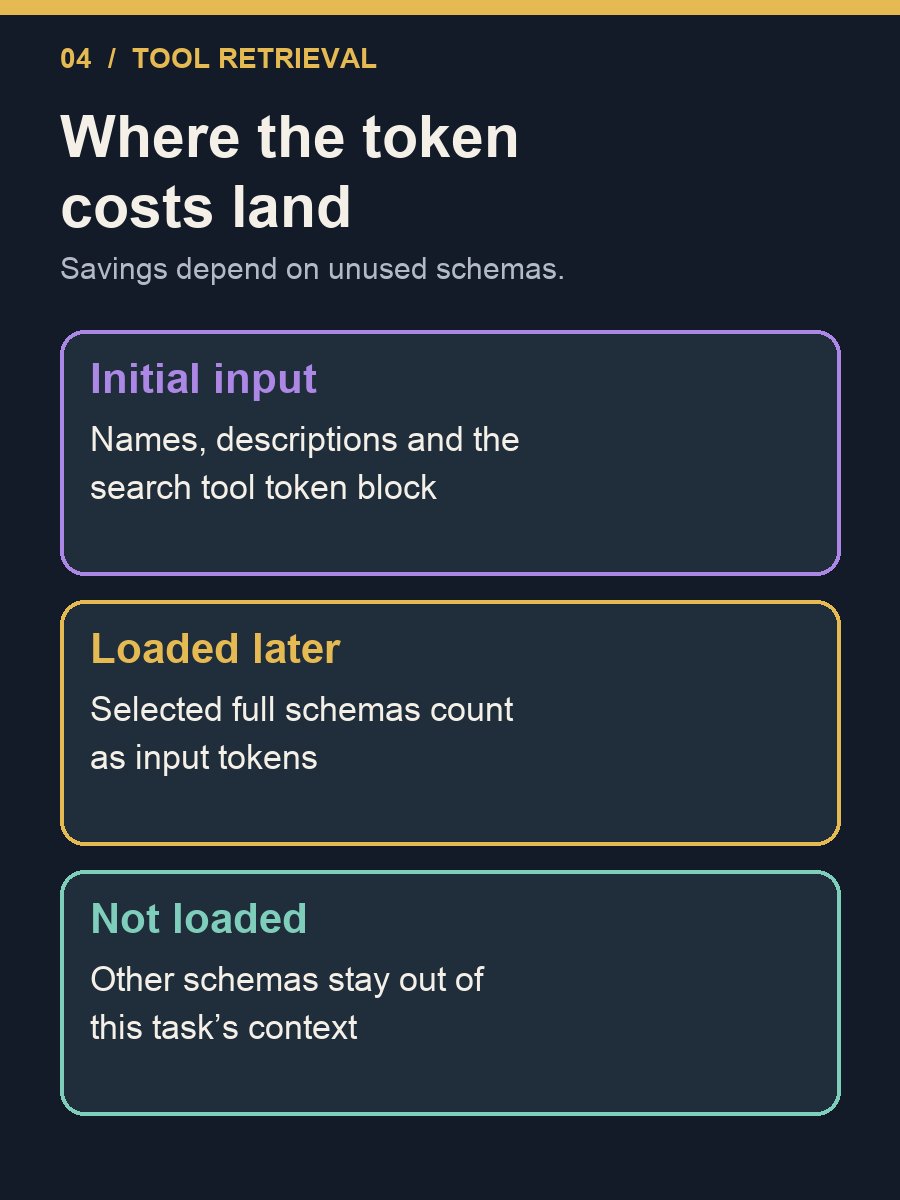 04 / TOOL RETRIEVAL
Where the token
costs land
Savings depend on unused schemas.
Initial input
Names, descriptions and the
search tool token block
Loaded later
Selected full schemas count
as input tokens
Not loaded
Other schemas stay out of
this task’s context